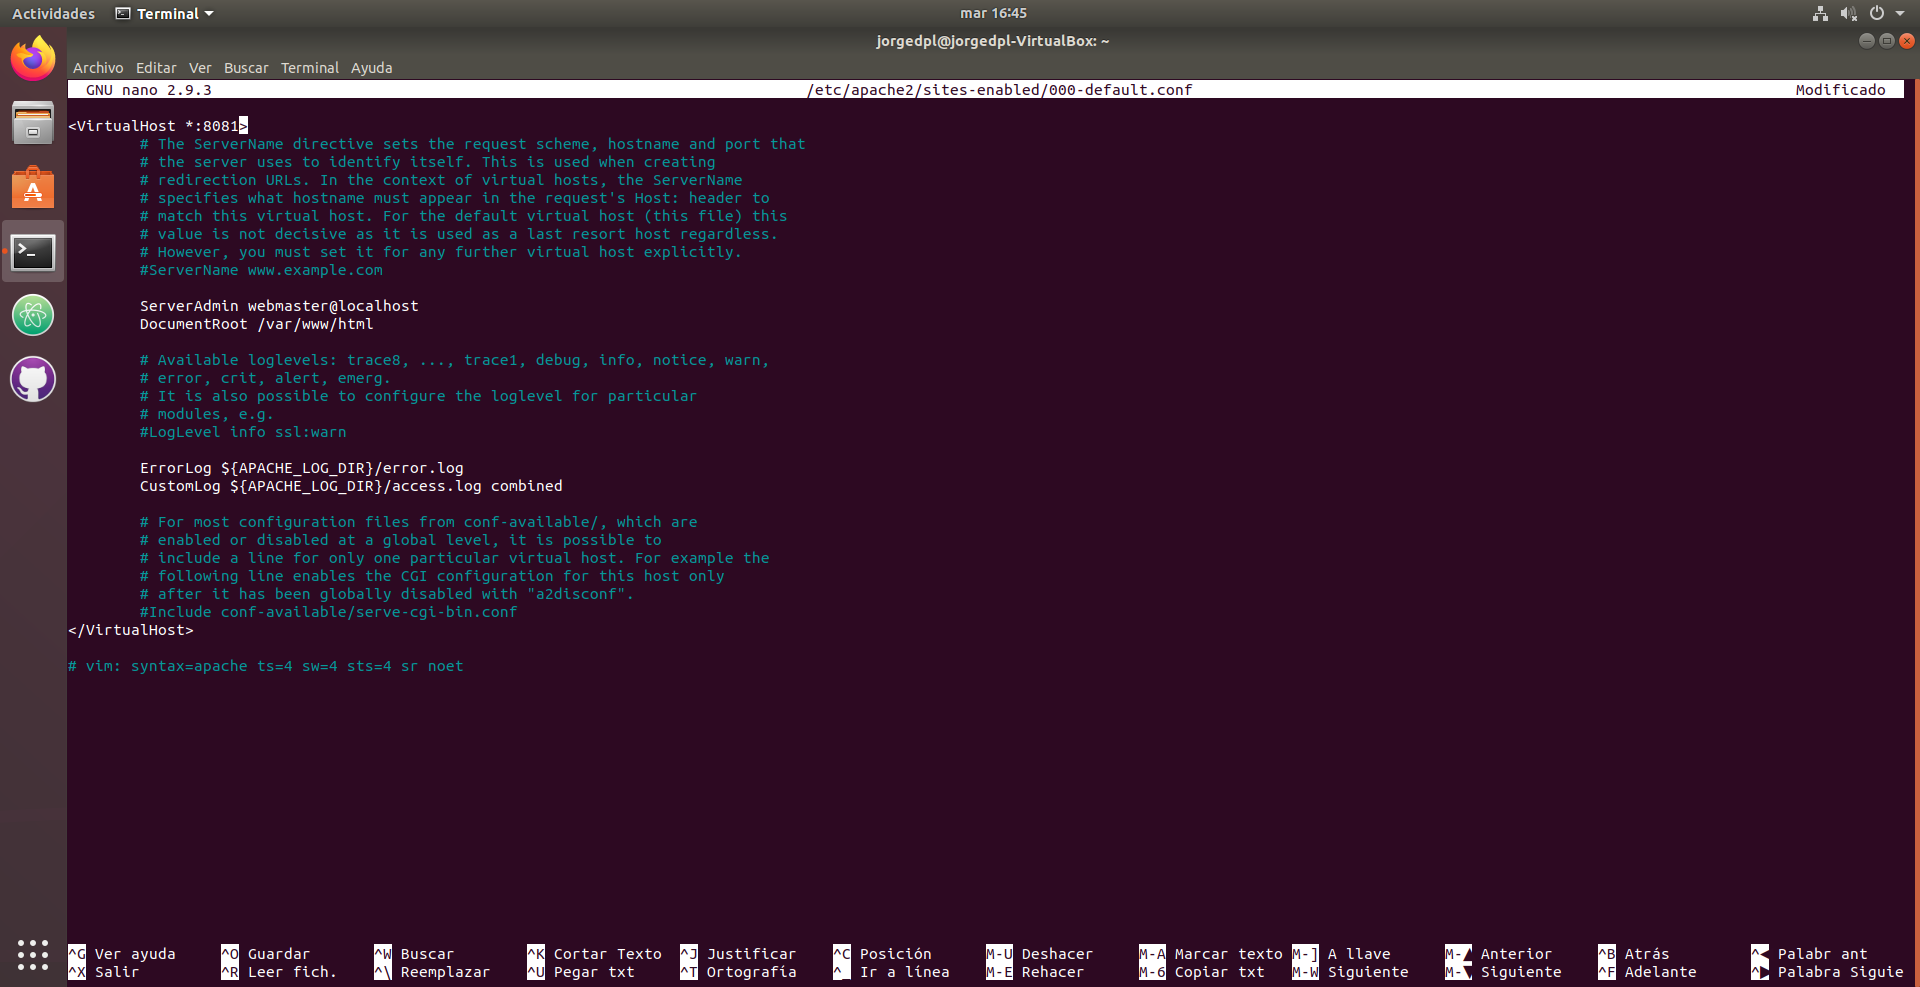 Actividades Terminal mar 16:45
jorgedpl@jorgedpl-VirtualBox: ~
Archivo Editar Ver Buscar Terminal Ayuda
GNU nano 2.9.3 /etc/apache2/sites-enabled/000-default.conf Modificado
<VirtualHost *:8081>
# The ServerName directive sets the request scheme, hostname and port that
# the server uses to identify itself. This is used when creating
# redirection URLs. In the context of virtual hosts, the ServerName
# specifies what hostname must appear in the request's Host: header to
# match this virtual host. For the default virtual host (this file) this
# value is not decisive as it is used as a last resort host regardless.
# However, you must set it for any further virtual host explicitly.
#ServerName www.example.com
ServerAdmin webmaster@localhost
DocumentRoot /var/www/html
# Available loglevels: trace8, ..., trace1, debug, info, notice, warn,
# error, crit, alert, emerg.
# It is also possible to configure the loglevel for particular
# modules, e.g.
#LogLevel info ssl:warn
ErrorLog ${APACHE_LOG_DIR}/error.log
CustomLog ${APACHE_LOG_DIR}/access.log combined
# For most configuration files from conf-available/, which are
# enabled or disabled at a global level, it is possible to
# include a line for only one particular virtual host. For example the
# following line enables the CGI configuration for this host only
# after it has been globally disabled with "a2disconf".
#Include conf-available/serve-cgi-bin.conf
</VirtualHost>
# vim: syntax=apache ts=4 sw=4 sts=4 sr noet
^G Ver ayuda ^O Guardar ^W Buscar ^K Cortar Texto ^J Justificar ^C Posición M-U Deshacer M-A Marcar texto M-] A llave M-▲ Anterior ^B Atrás ^◀ Palabr ant
^X Salir ^R Leer fich. ^\ Reemplazar ^U Pegar txt ^T Ortografía ^_ Ir a línea M-E Rehacer M-6 Copiar txt M-W Siguiente M-▼ Siguiente ^F Adelante ^▶ Palabra Siguie